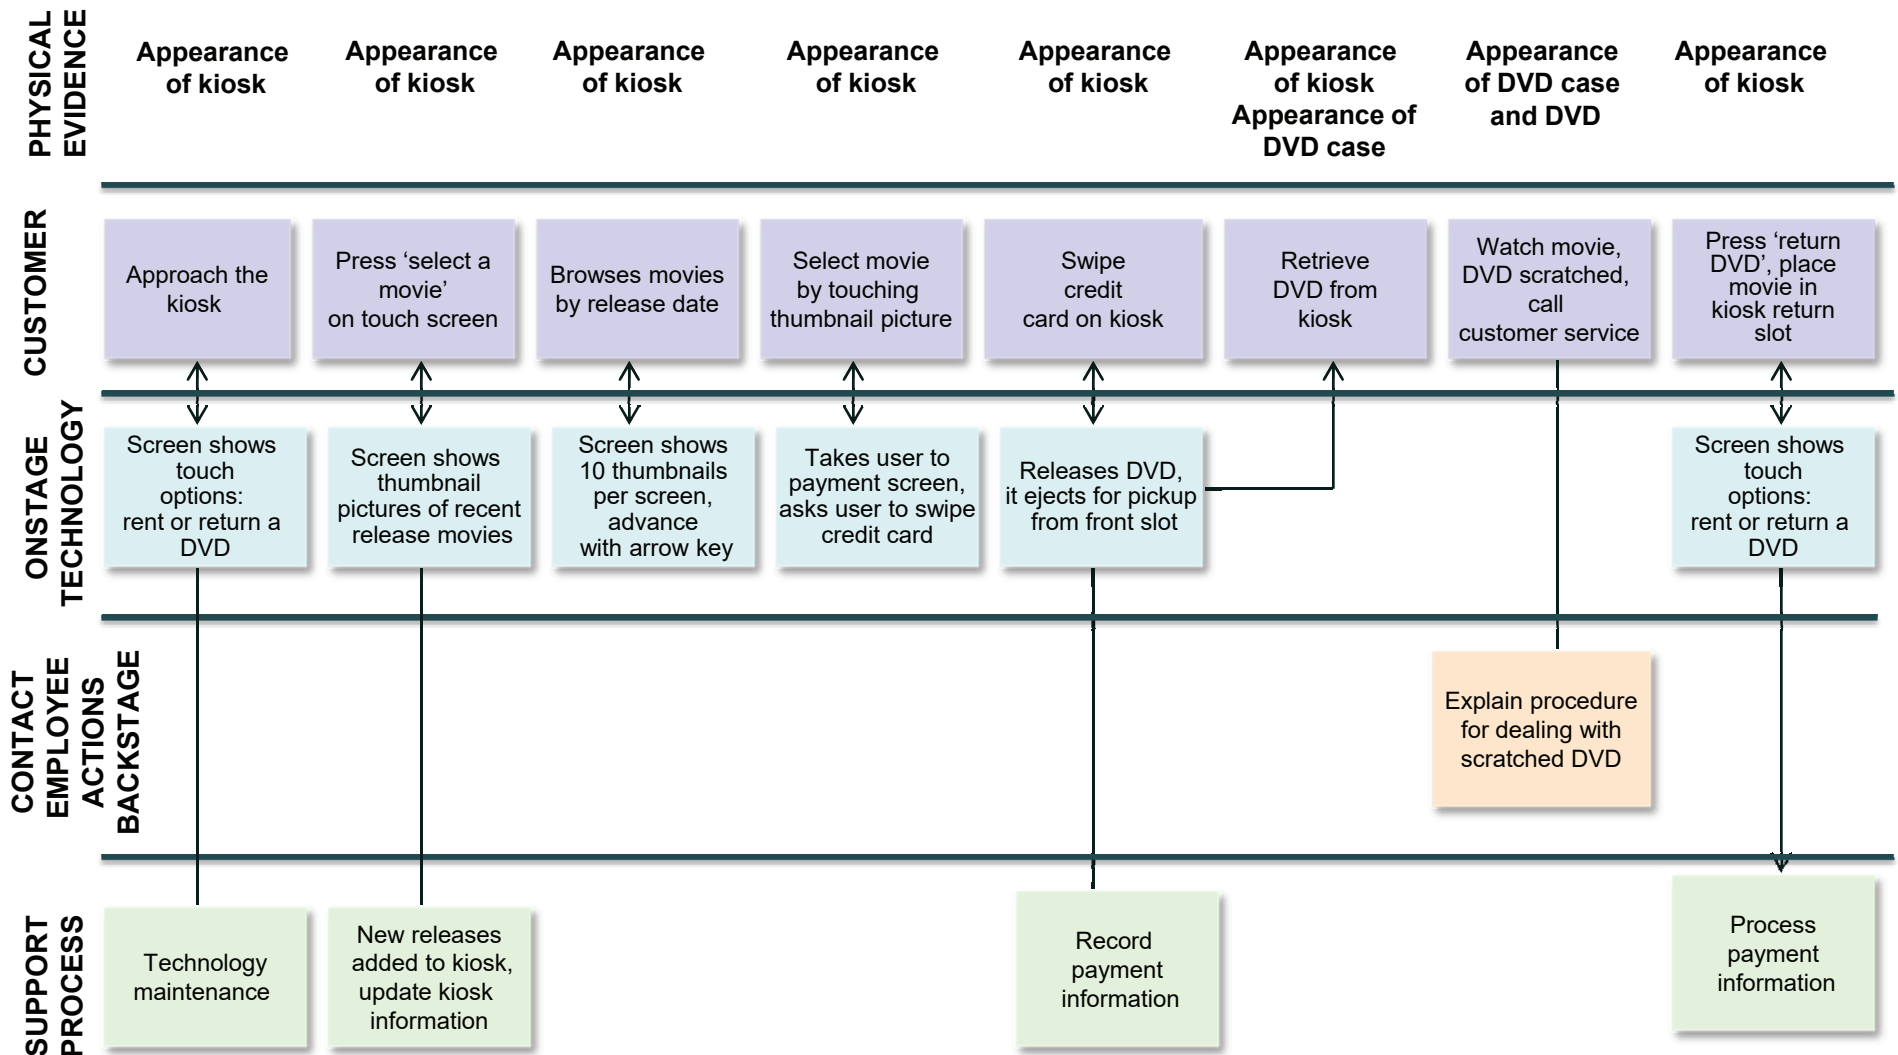 PHYSICAL
EVIDENCE
Appearance
of kiosk
Appearance
of kiosk
Appearance
of kiosk
Appearance
of kiosk
Appearance
of kiosk
Appearance
of kiosk
Appearance of
DVD case
Appearance
of DVD case
and DVD
Appearance
of kiosk
CUSTOMER
Approach the
kiosk
Press ‘select a
movie’
on touch screen
Browses movies
by release date
Select movie
by touching
thumbnail picture
Swipe
credit
card on kiosk
Retrieve
DVD from
kiosk
Watch movie,
DVD scratched,
call
customer service
Press ‘return
DVD’, place
movie in
kiosk return
slot
ONSTAGE
TECHNOLOGY
Screen shows
touch
options:
rent or return a
DVD
Screen shows
thumbnail
pictures of recent
release movies
Screen shows
10 thumbnails
per screen,
advance
with arrow key
Takes user to
payment screen,
asks user to swipe
credit card
Releases DVD,
it ejects for pickup
from front slot
Screen shows
touch
options:
rent or return a
DVD
CONTACT
EMPLOYEE
ACTIONS
BACKSTAGE
Explain procedure
for dealing with
scratched DVD
SUPPORT
PROCESS
Technology
maintenance
New releases
added to kiosk,
update kiosk
information
Record
payment
information
Process
payment
information